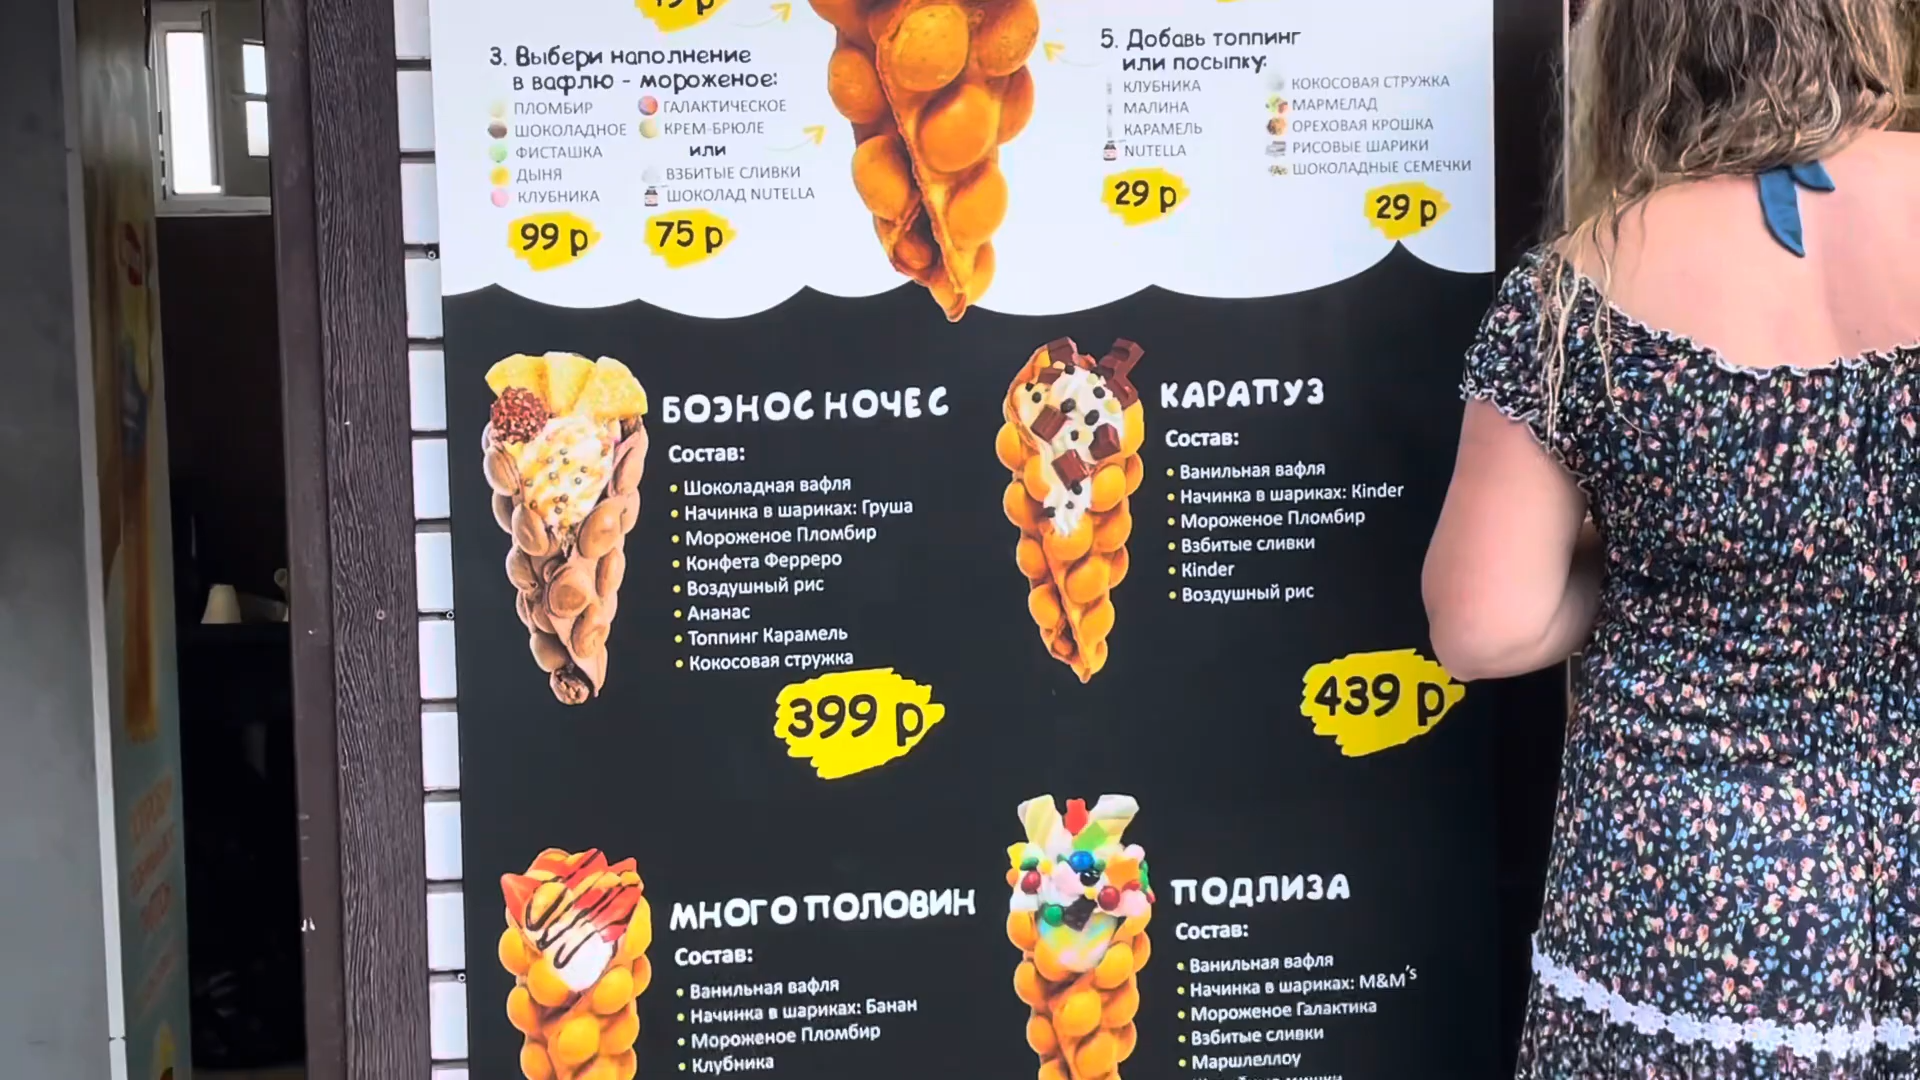 3. Выбери наполнение
в вафлю - мороженое:
ПЛОМБИР
ШОКОЛАДНОЕ
ФИСТАШКА
ДЫНЯ
КЛУБНИКА
99 р
ГАЛАКТИЧЕСКОЕ
КРЕМ-БРЮЛЕ
или
ВЗБИТЫЕ СЛИВКИ
ШОКОЛАД NUTELLA
75 р
5. Добавь топпинг
или посыпку:
КЛУБНИКА
МАЛИНА
КАРАМЕЛЬ
NUTELLA
29 р
КОКОСОВАЯ СТРУЖКА
МАРМЕЛАД
ОРЕХОВАЯ КРОШКА
РИСОВЫЕ ШАРИКИ
ШОКОЛАДНЫЕ СЕМЕЧКИ
29 р
БОЭНОС НОЧЕС
Состав:
• Шоколадная вафля
• Начинка в шариках: Груша
• Мороженое Пломбир
• Конфета Ферреро
• Воздушный рис
• Ананас
• Топпинг Карамель
• Кокосовая стружка
399 р
КАРАПУЗ
Состав:
• Ванильная вафля
• Начинка в шариках: Kinder
• Мороженое Пломбир
• Взбитые сливки
• Kinder
• Воздушный рис
439 р
МНОГО ПОЛОВИН
Состав:
• Ванильная вафля
• Начинка в шариках: Банан
• Мороженое Пломбир
• Клубника
ПОДЛИЗА
Состав:
• Ванильная вафля
• Начинка в шариках: M&M's
• Мороженое Галактика
• Взбитые сливки
• Маршлеллоу